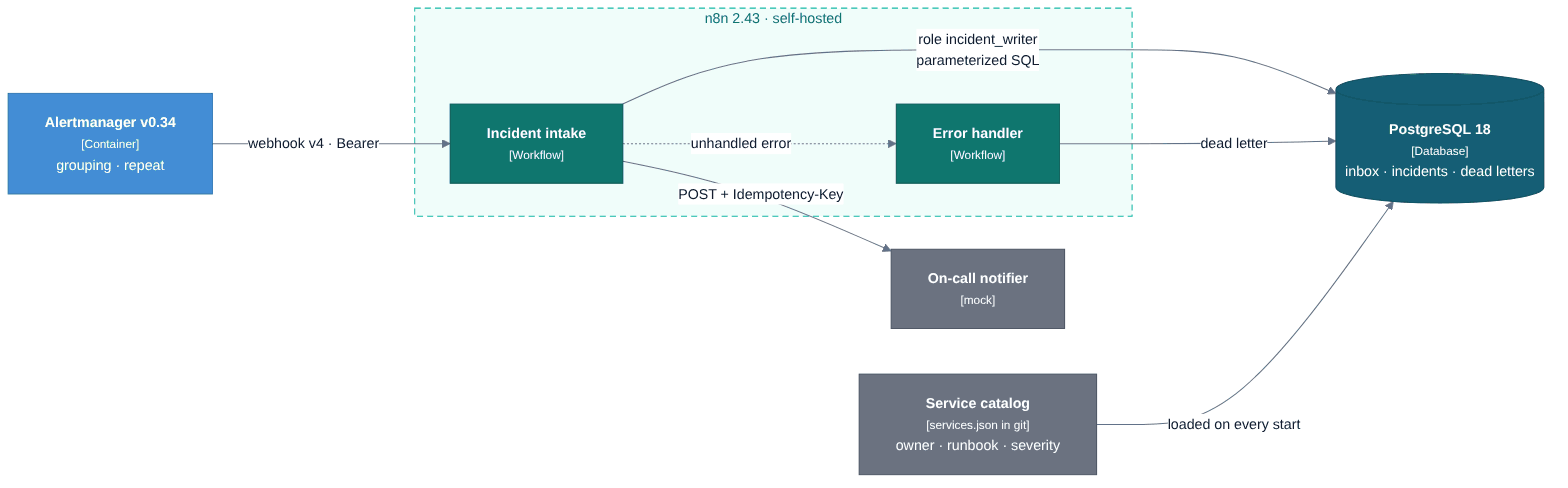 n8n 2.43 · self-hosted
role incident_writer
parameterized SQL
Alertmanager v0.34
[Container]
grouping · repeat
webhook v4 · Bearer
Incident intake
[Workflow]
unhandled error
Error handler
[Workflow]
dead letter
PostgreSQL 18
[Database]
inbox · incidents · dead letters
POST + Idempotency-Key
On-call notifier
[mock]
Service catalog
[services.json in git]
owner · runbook · severity
loaded on every start